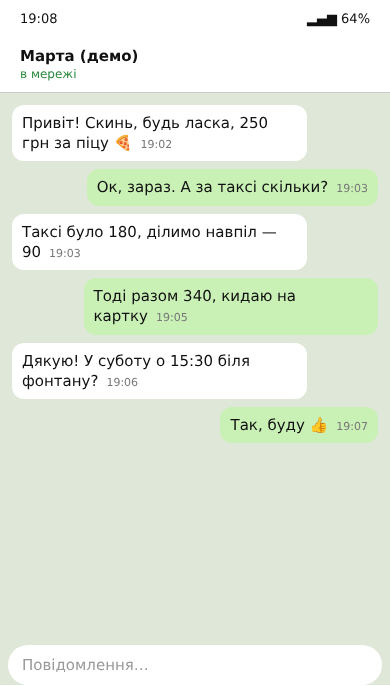 19:08 64%
Марта (демо)
в мережі
Привіт! Скинь, будь ласка, 250
грн за піцу 🍕 19:02
Ок, зараз. А за таксі скільки? 19:03
Таксі було 180, ділимо навпіл —
90 19:03
Тоді разом 340, кидаю на
картку 19:05
Дякую! У суботу о 15:30 біля
фонтану? 19:06
Так, буду 👍 19:07
Повідомлення...